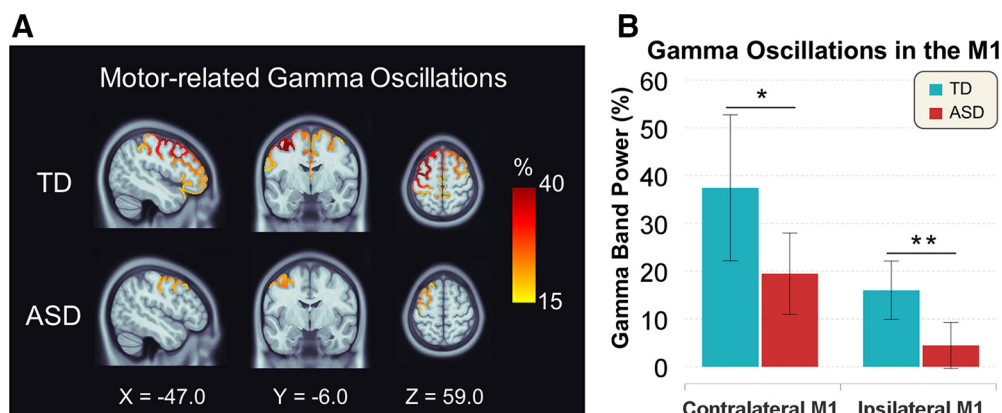 A
Motor-related Gamma Oscillations
TD
ASD
%
40
15
X = -47.0 Y = -6.0 Z = 59.0
B
Gamma Oscillations in the M1
Gamma Band Power (%)
60
50
40
30
20
10
0
TD
ASD
*
**
Contralateral M1 Ipsilateral M1